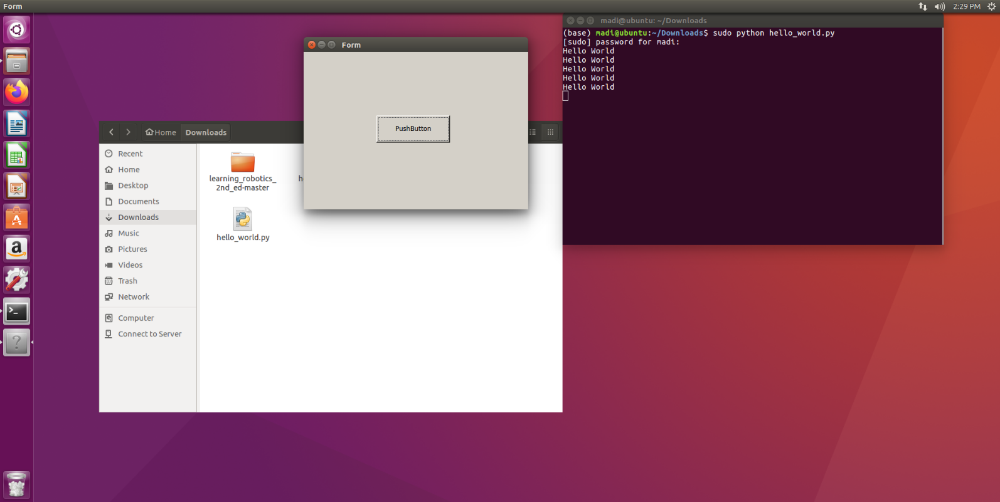 Form
2:29 PM
madi@ubuntu: ~/Downloads
(base) madi@ubuntu:~/Downloads$ sudo python hello_world.py
[sudo] password for madi:
Hello World
Hello World
Hello World
Hello World
Hello World
Form
PushButton
Home
Downloads
Recent
Home
Desktop
Documents
Downloads
Music
Pictures
Videos
Trash
Network
Computer
Connect to Server
learning_robotics_
2nd_ed-master
hello_world.py